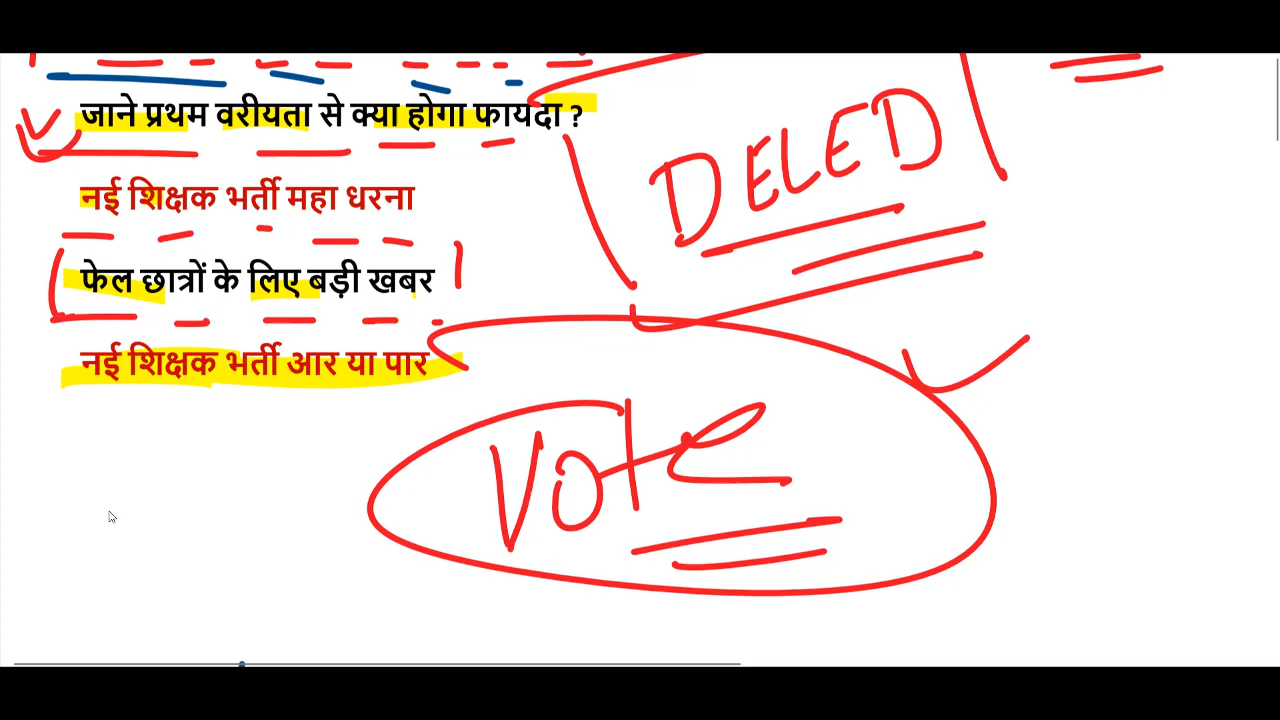 जाने प्रथम वरीयता से क्या होगा फायदा ?
DELED
नई शिक्षक भर्ती महा धरना
फेल छात्रों के लिए बड़ी खबर
नई शिक्षक भर्ती आर या पार
Vote